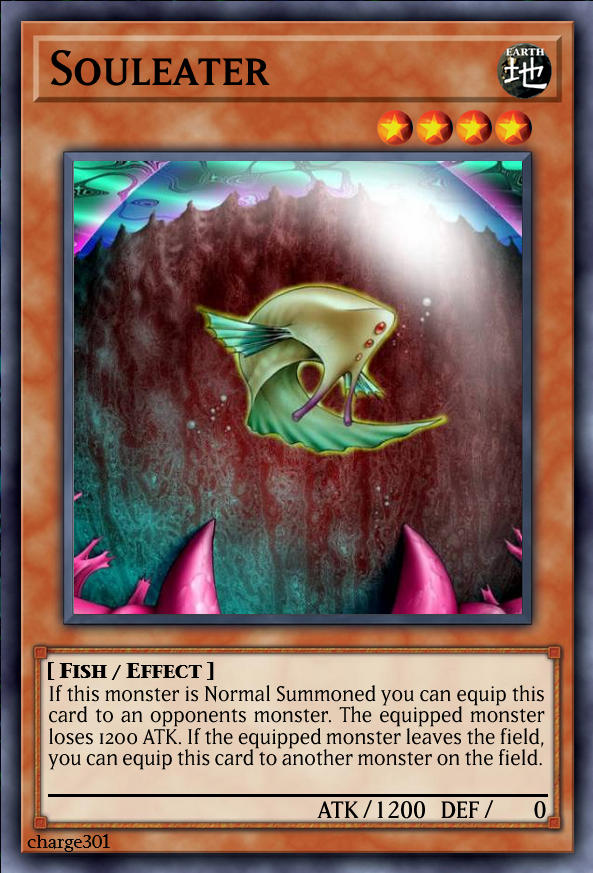 Souleater
EARTH
地
[ Fish / Effect ]
If this monster is Normal Summoned you can equip this
card to an opponents monster. The equipped monster
loses 1200 ATK. If the equipped monster leaves the field,
you can equip this card to another monster on the field.
ATK / 1200 DEF / 0
charge301